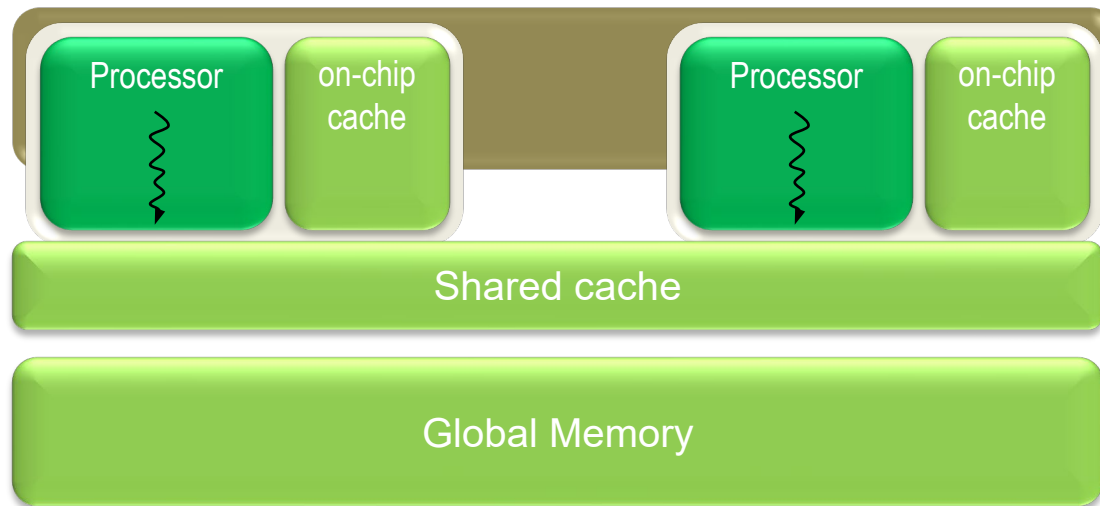 Processor
on-chip
cache
Processor
on-chip
cache
Shared cache
Global Memory